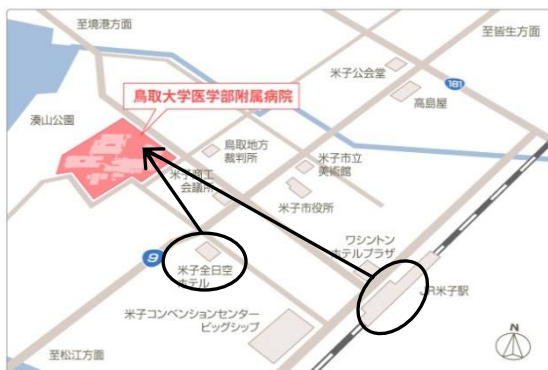 至境港方面
至皆生方面
米子公会堂
181
高島屋
鳥取大学医学部附属病院
湊山公園
鳥取地方
裁判所
米子市立
美術館
米子商工
会議所
米子市役所
9
米子全日空
ホテル
ワシントン
ホテルプラザ
JR米子駅
米子コンベンションセンター
ビッグシップ
至松江方面
N